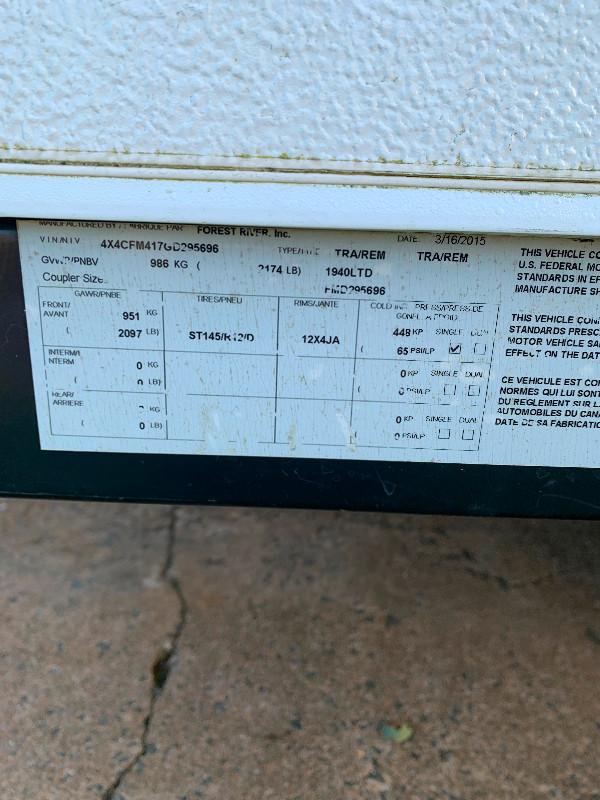 MANUFACTURED BY / FABRIQUE PAR FOREST RIVER, Inc. DATE: 3/16/2015
V I N/N I V 4X4CFM417GD295696 TYPE/TYPE TRA/REM TRA/REM
GVWR/PNBV 986 KG ( 2174 LB) 1940LTD
Coupler Size: FMD295696
GAWR/PNBE TIRES/PNEU RIMS/JANTE COLD INF. PRESS/PRESS DE
GONFL. A FROID
FRONT/
AVANT 951 KG
( 2097 LB) ST145/R12/D 12X4JA 448 KP SINGLE DUAL
( 65 PSI/LP
INTERM/
INTERM 0 KG 0 KP SINGLE DUAL
( 0 LB) ( 0 PSI/LP
REAR/
ARRIERE KG 0 KP SINGLE DUAL
( 0 LB) ( 0 PSI/LP
THIS VEHICLE CO
U.S. FEDERAL MO
STANDARDS IN EF
MANUFACTURE SH
THIS VEHICLE CONF
STANDARDS PRESC
MOTOR VEHICLE SA
EFFECT ON THE DAT
CE VEHICULE EST CON
NORMES QUI LUI SONT
DU REGLEMENT SUR LA
AUTOMOBILES DU CANA
DATE DE SA FABRICATIO